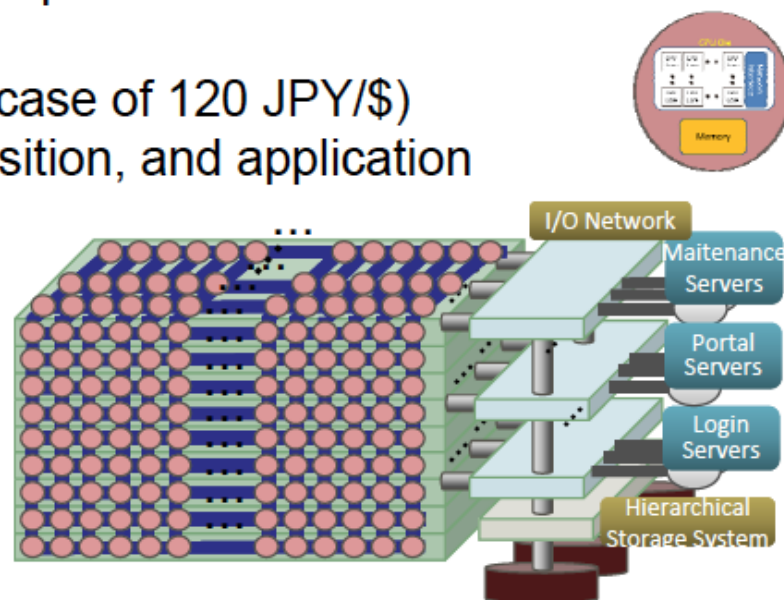 case of 120 JPY/$)
sition, and application
Memory
...
I/O Network
Maitenance
Servers
Portal
Servers
Login
Servers
Hierarchical
Storage System